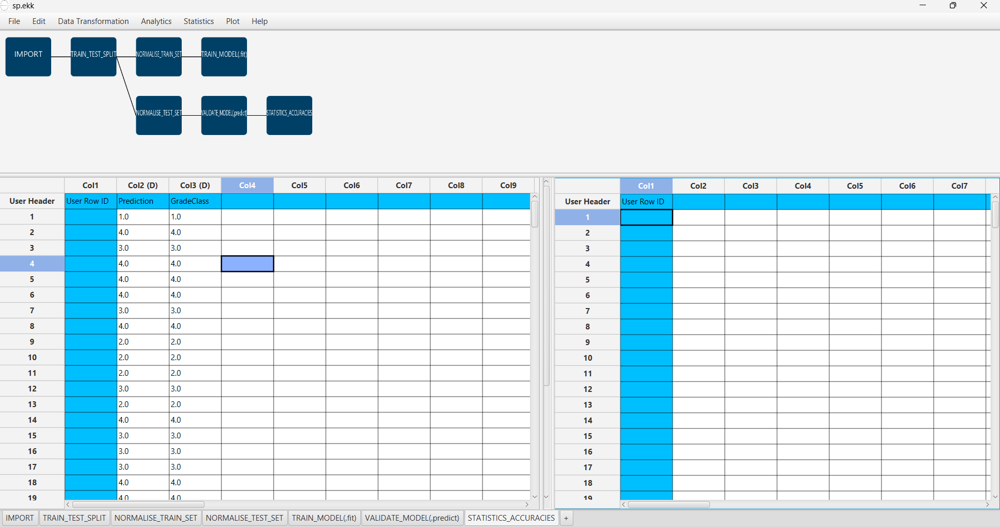 sp.ekk
File Edit Data Transformation Analytics Statistics Plot Help
IMPORT TRAIN_TEST_SPLIT NORMALISE_TRAIN_SET TRAIN_MODEL(.fit)
NORMALISE_TEST_SET VALIDATE_MODEL(.predict) STATISTICS_ACCURACIES
Col1 Col2 (D) Col3 (D) Col4 Col5 Col6 Col7 Col8 Col9
User Header User Row ID Prediction GradeClass
1 1.0 1.0
2 4.0 4.0
3 3.0 3.0
4 4.0 4.0
5 4.0 4.0
6 4.0 4.0
7 3.0 3.0
8 4.0 4.0
9 2.0 2.0
10 2.0 2.0
11 2.0 2.0
12 3.0 3.0
13 2.0 2.0
14 4.0 4.0
15 3.0 3.0
16 3.0 3.0
17 3.0 3.0
18 4.0 4.0
19 4.0 4.0
Col1 Col2 Col3 Col4 Col5 Col6 Col7
User Header User Row ID
1
2
3
4
5
6
7
8
9
10
11
12
13
14
15
16
17
18
19
IMPORT TRAIN_TEST_SPLIT NORMALISE_TRAIN_SET NORMALISE_TEST_SET TRAIN_MODEL(.fit) VALIDATE_MODEL(.predict) STATISTICS_ACCURACIES +